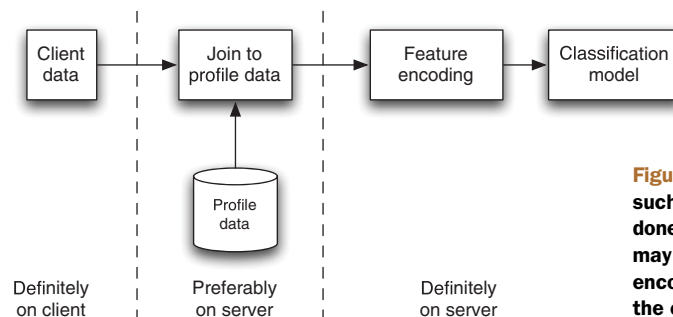 Client
data
Join to
profile data
Feature
encoding
Classification
model
Profile
data
Definitely
on client
Preferably
on server
Definitely
on server
such
done
may
the